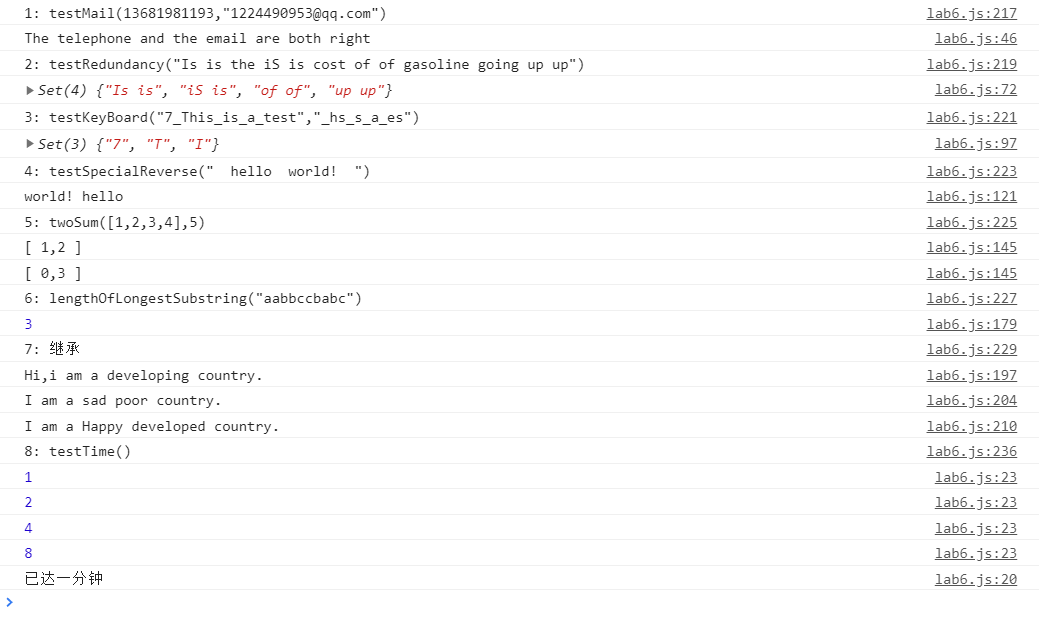 1: testMail(13681981193,"1224490953@qq.com") lab6.js:217
The telephone and the email are both right lab6.js:46
2: testRedundancy("Is is the iS is cost of of gasoline going up up") lab6.js:219
Set(4) {"Is is", "iS is", "of of", "up up"} lab6.js:72
3: testKeyBoard("7_This_is_a_test","_hs_s_a_es") lab6.js:221
Set(3) {"7", "T", "I"} lab6.js:97
4: testSpecialReverse("  hello  world!  ") lab6.js:223
world! hello lab6.js:121
5: twoSum([1,2,3,4],5) lab6.js:225
[ 1,2 ] lab6.js:145
[ 0,3 ] lab6.js:145
6: lengthOfLongestSubstring("aabbccbabc") lab6.js:227
3 lab6.js:179
7: 继承 lab6.js:229
Hi,i am a developing country. lab6.js:197
I am a sad poor country. lab6.js:204
I am a Happy developed country. lab6.js:210
8: testTime() lab6.js:236
1 lab6.js:23
2 lab6.js:23
4 lab6.js:23
8 lab6.js:23
已达一分钟 lab6.js:20